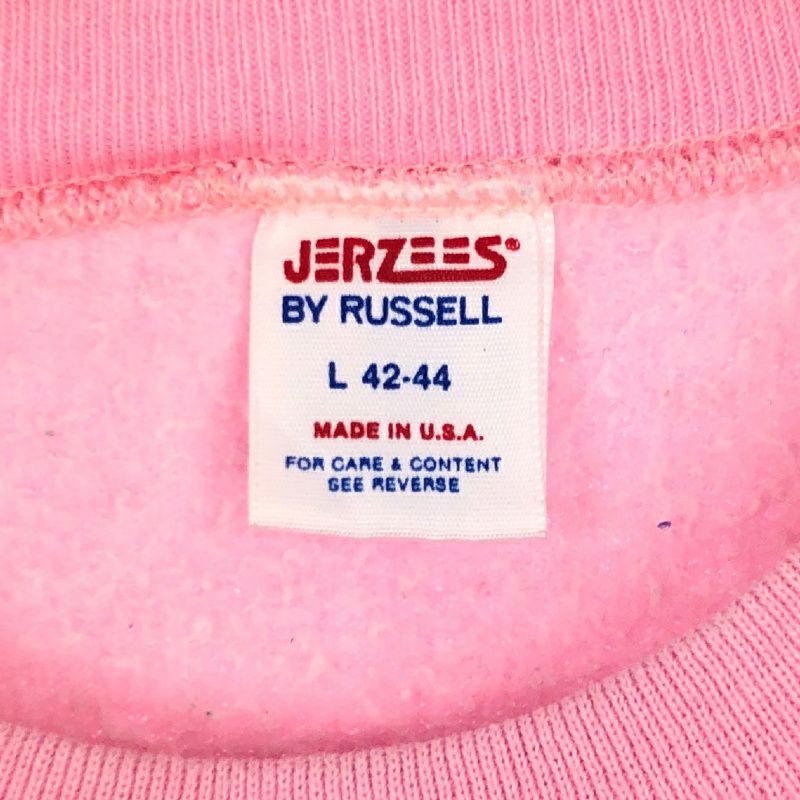 JERZEES®
BY RUSSELL
L 42-44
MADE IN U.S.A.
FOR CARE & CONTENT
SEE REVERSE